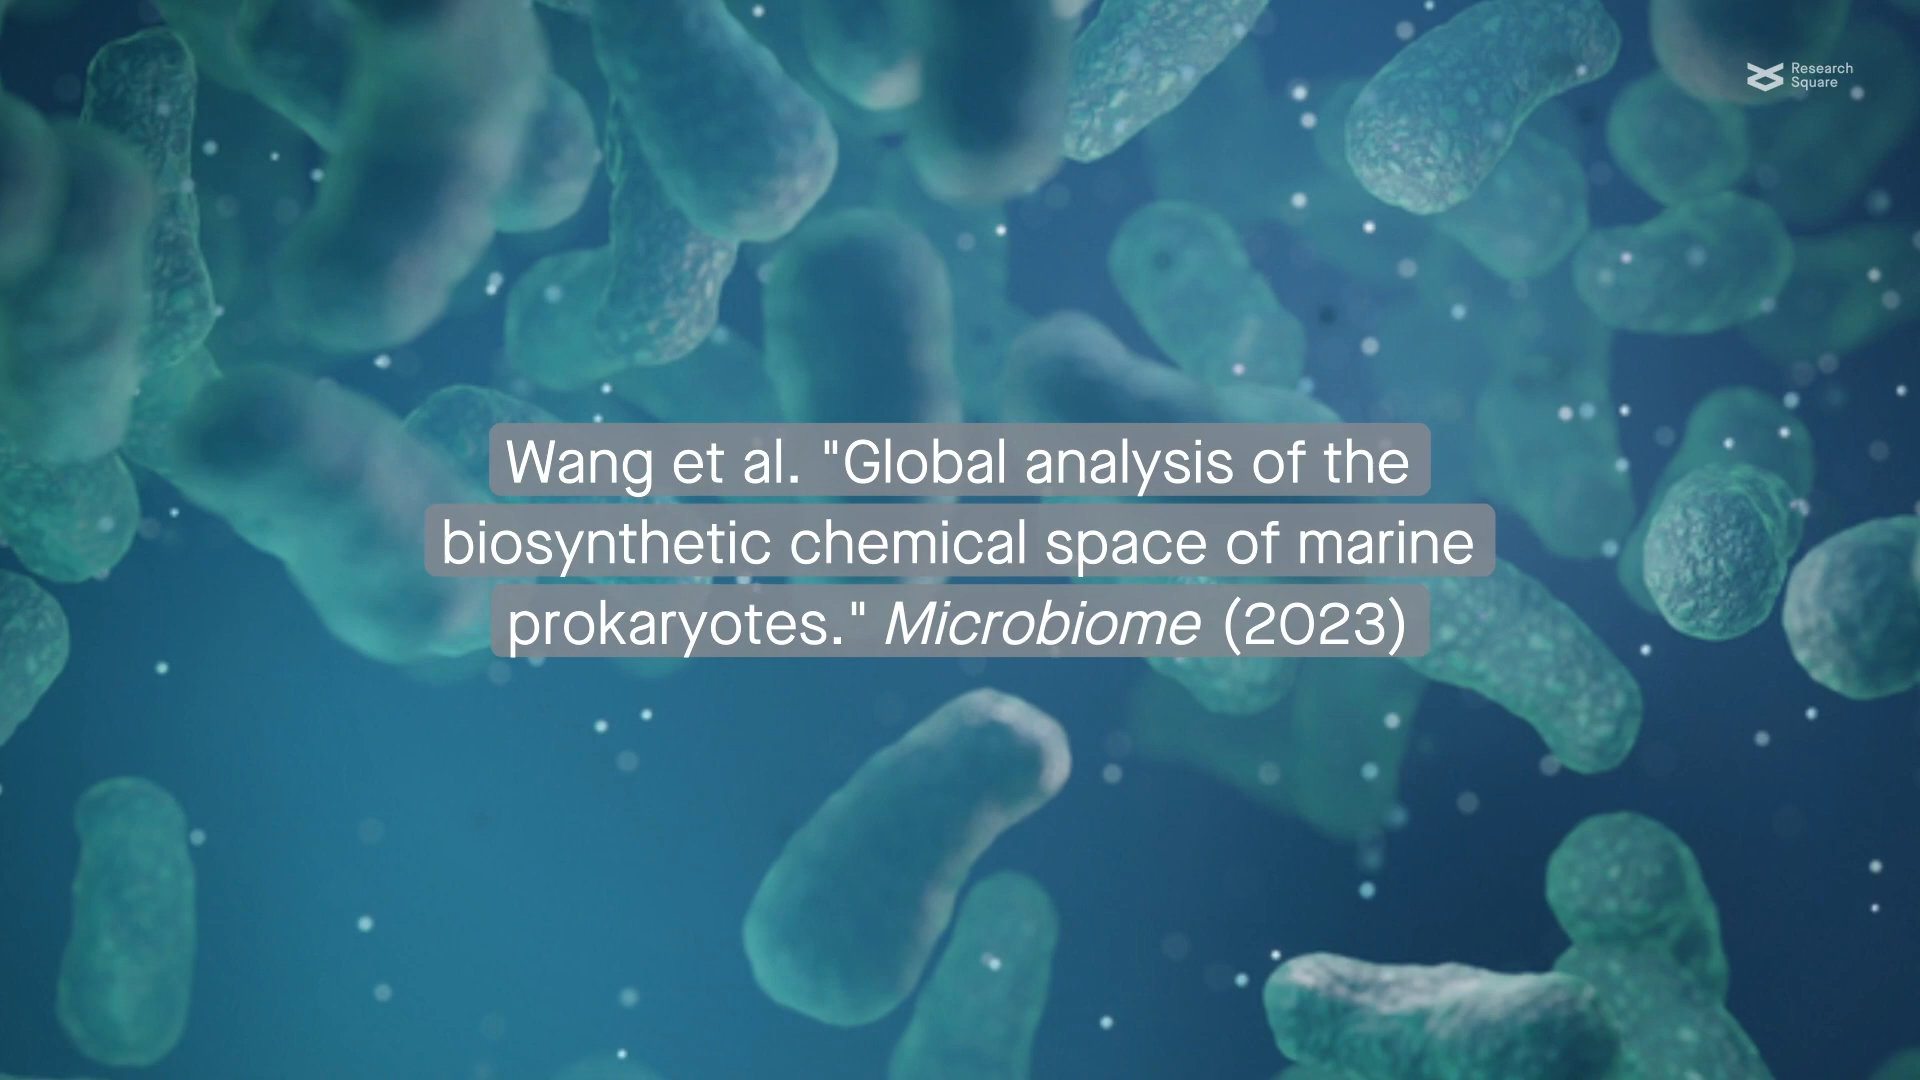 Research
Square
Wang et al. "Global analysis of the
biosynthetic chemical space of marine
prokaryotes." Microbiome (2023)